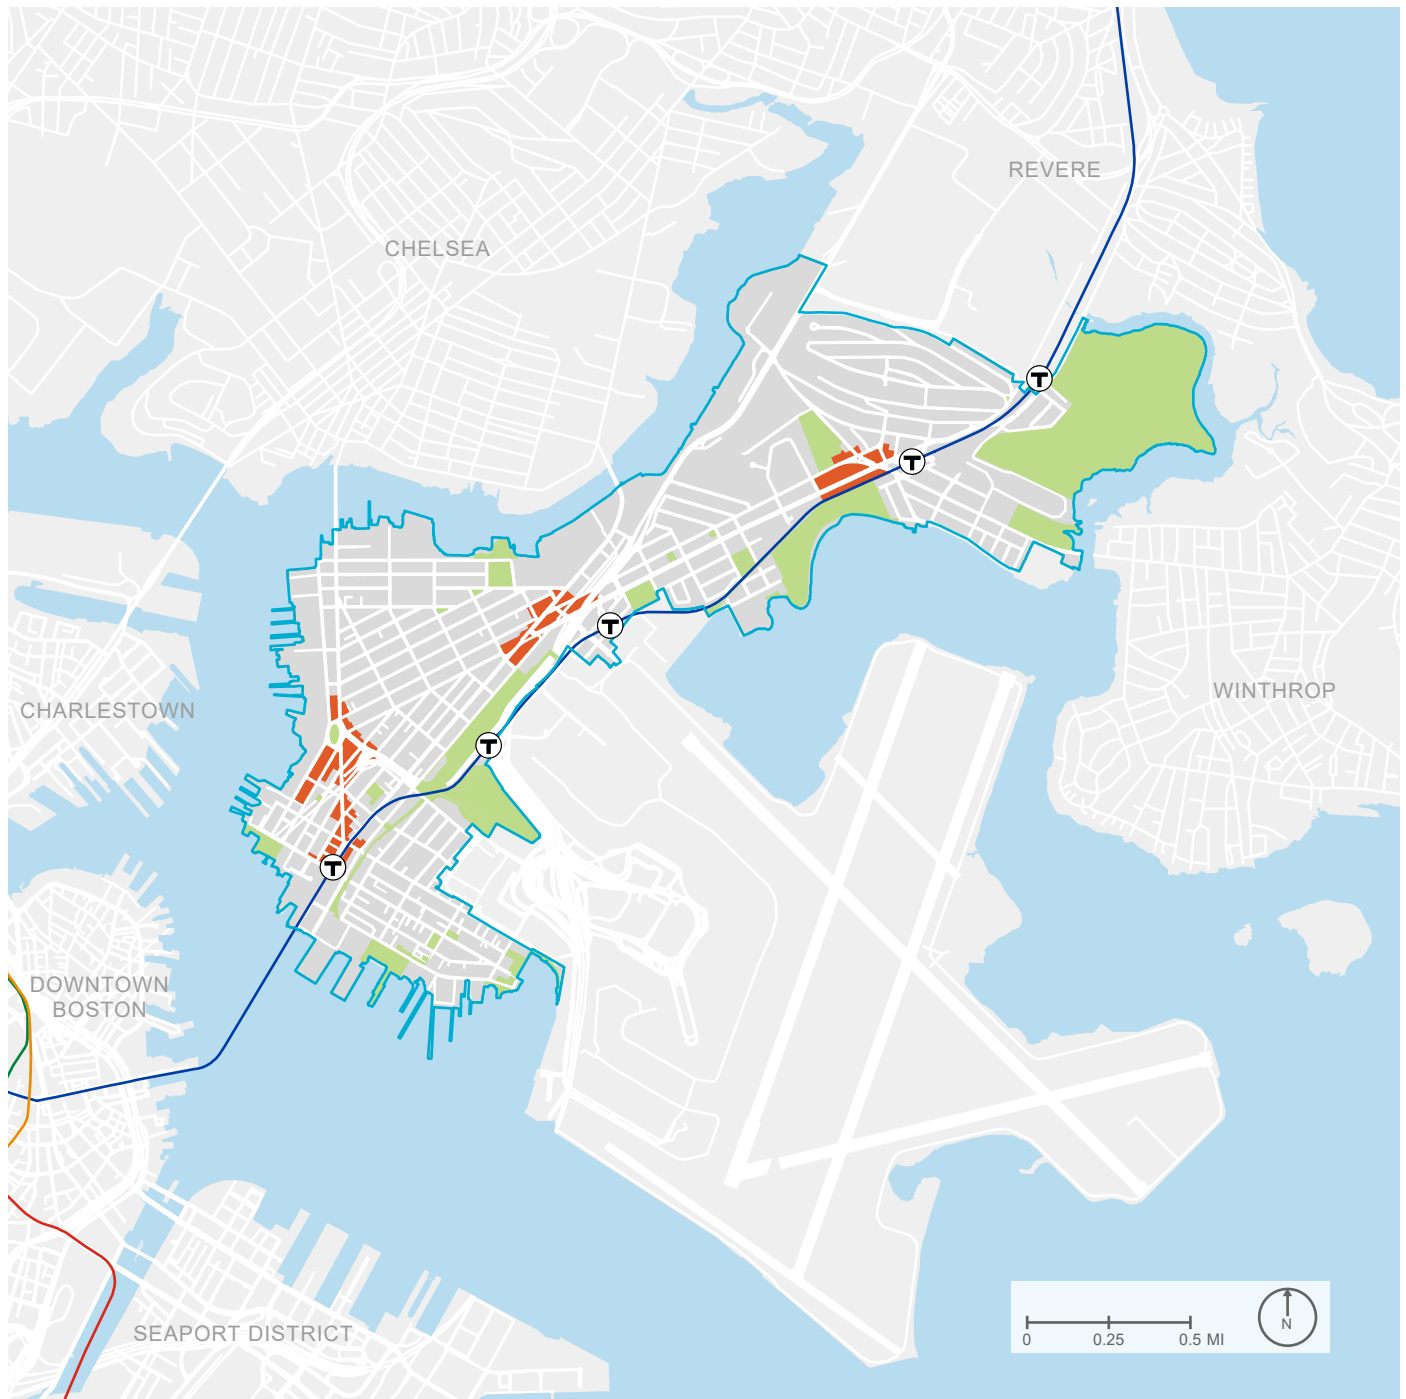 REVERE
CHELSEA
T
T
T
WINTHROP
CHARLESTOWN
T
T
DOWNTOWN
BOSTON
N
0 0.25 0.5 MI
SEAPORT DISTRICT